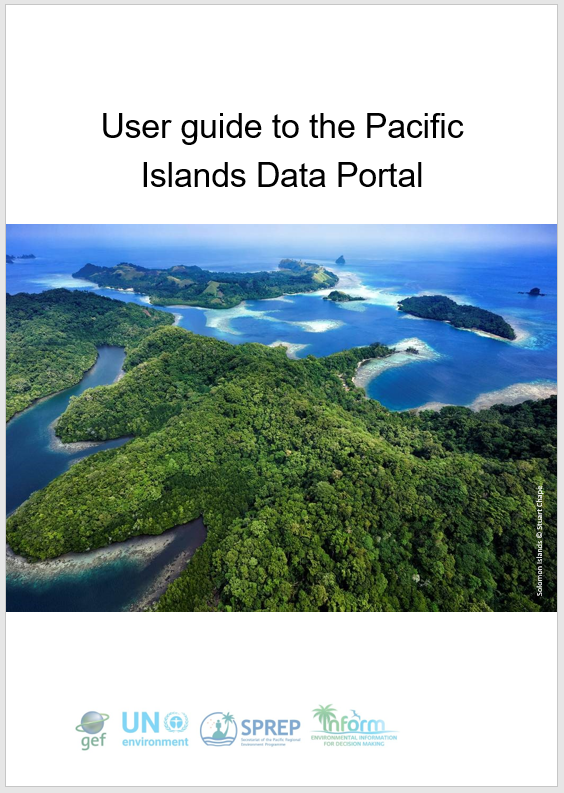 User guide to the Pacific
Islands Data Portal
Solomon Islands © Stuart Chape
gef
UN
environment
SPREP
Secretariat of the Pacific Regional
Environment Programme
inform
ENVIRONMENTAL INFORMATION
FOR DECISION MAKING